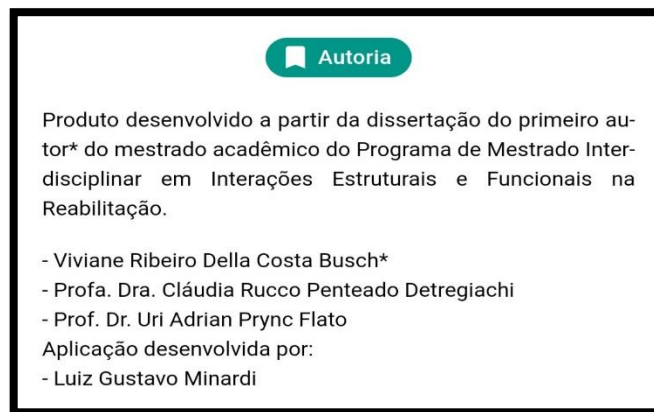 Autoria
Produto desenvolvido a partir da dissertação do primeiro au-
tor* do mestrado acadêmico do Programa de Mestrado Inter-
disciplinar em Interações Estruturais e Funcionais na
Reabilitação.
- Viviane Ribeiro Della Costa Busch*
- Profa. Dra. Cláudia Rucco Penteado Detregiachi
- Prof. Dr. Uri Adrian Prync Flato
Aplicação desenvolvida por:
- Luiz Gustavo Minardi